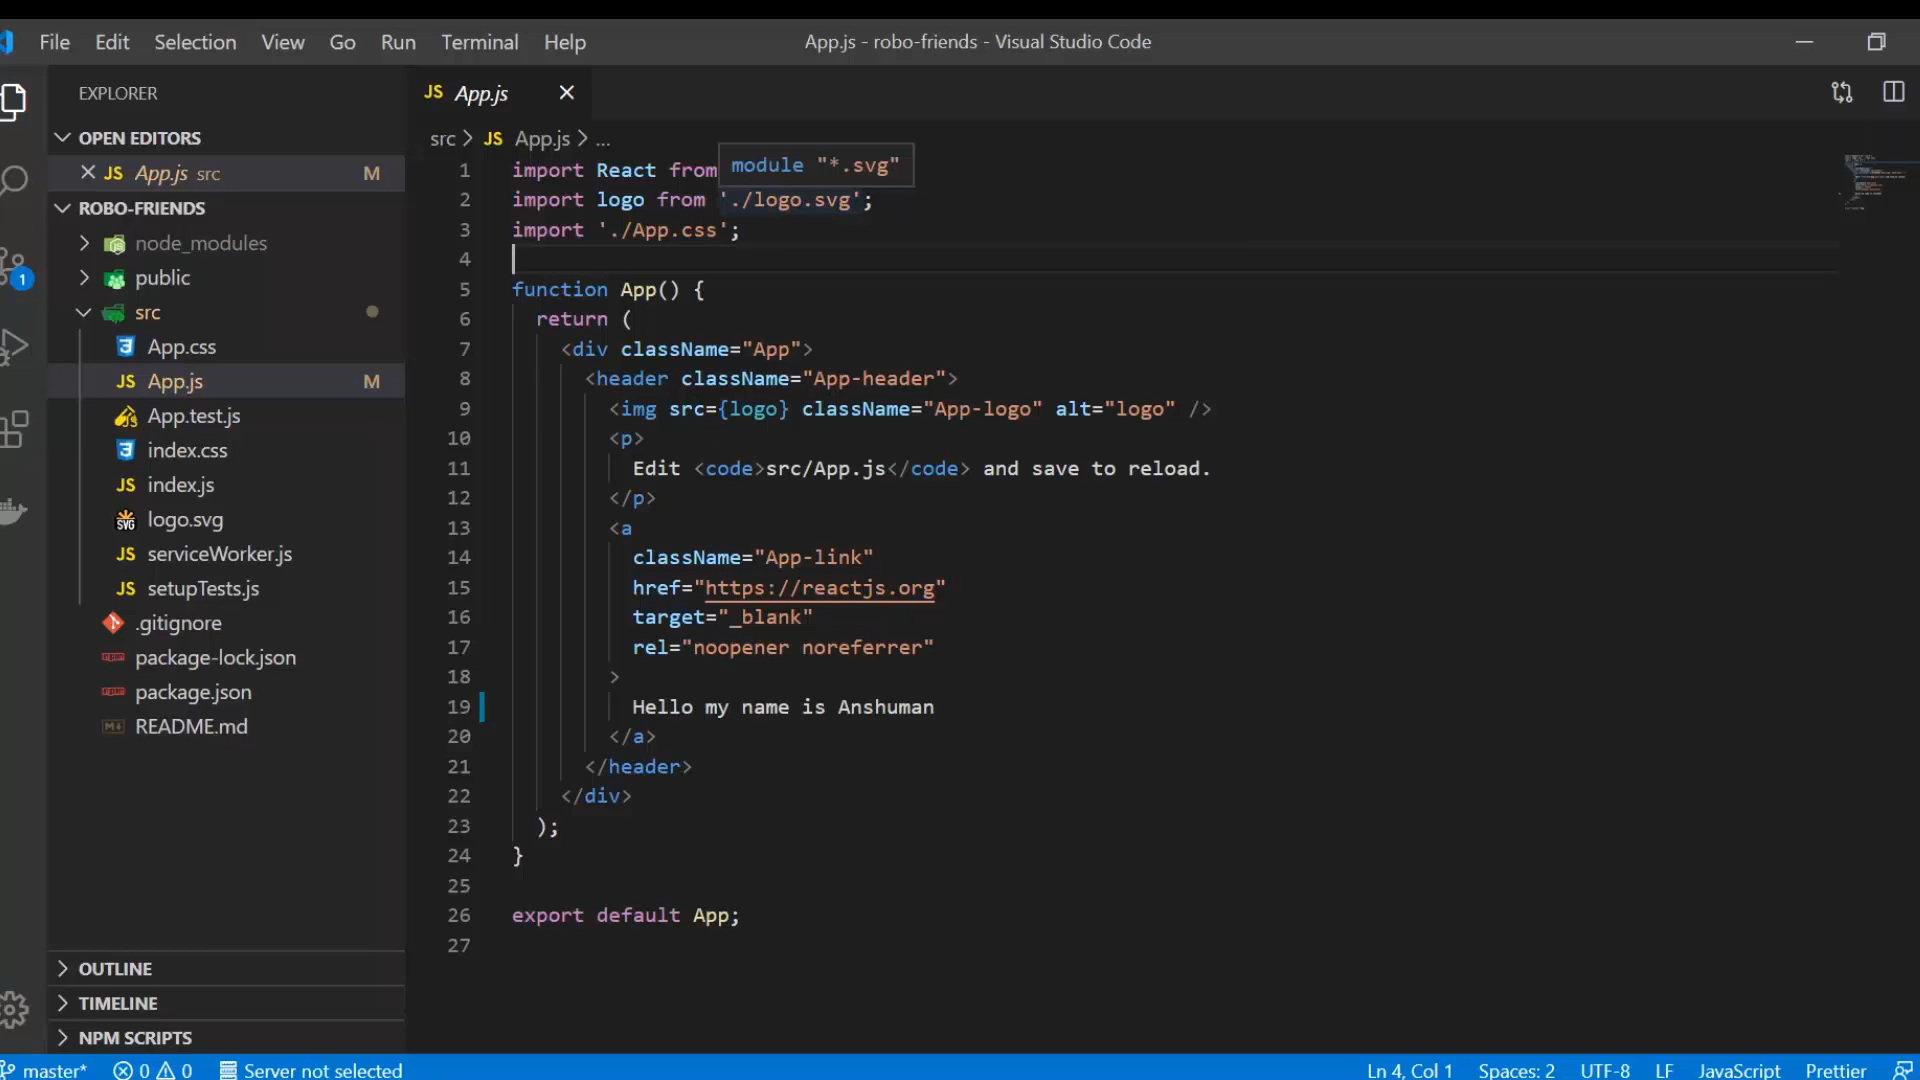 File Edit Selection View Go Run Terminal Help App.js - robo-friends - Visual Studio Code
EXPLORER
OPEN EDITORS
JS App.js src M
ROBO-FRIENDS
node_modules
public
src
App.css
JS App.js M
App.test.js
index.css
JS index.js
SVG logo.svg
JS serviceWorker.js
JS setupTests.js
.gitignore
package-lock.json
package.json
README.md
OUTLINE
TIMELINE
NPM SCRIPTS
1
JS App.js
src > JS App.js > ...
module "*.svg"
1 import React from
2 import logo from './logo.svg';
3 import './App.css';
4
5 function App() {
6 return (
7 <div className="App">
8 <header className="App-header">
9 <img src={logo} className="App-logo" alt="logo" />
10 <p>
11 Edit <code>src/App.js</code> and save to reload.
12 </p>
13 <a
14 className="App-link"
15 href="https://reactjs.org"
16 target="_blank"
17 rel="noopener noreferrer"
18 >
19 Hello my name is Anshuman
20 </a>
21 </header>
22 </div>
23 );
24 }
25
26 export default App;
27
master* 0 0 Server not selected Ln 4, Col 1 Spaces: 2 UTF-8 LF JavaScript Prettier